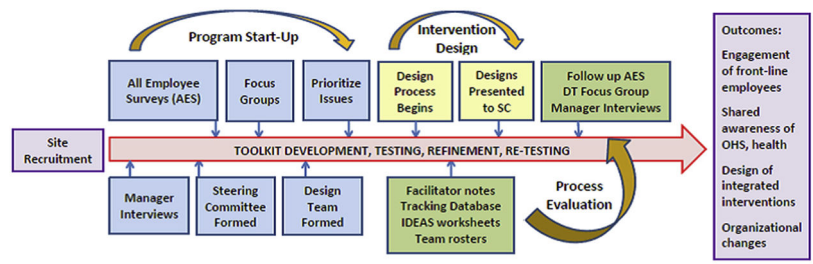 Program Start-Up
Intervention
Design
All Employee
Surveys (AES)
Focus
Groups
Prioritize
Issues
Design
Process
Begins
Designs
Presented
to SC
Follow up AES
DT Focus Group
Manager Interviews
Site
Recruitment
TOOLKIT DEVELOPMENT, TESTING, REFINEMENT, RE-TESTING
Manager
Interviews
Steering
Committee
Formed
Design
Team
Formed
Facilitator notes
Tracking Database
IDEAS worksheets
Team rosters
Process
Evaluation
Outcomes:
Engagement
of front-line
employees
Shared
awareness of
OHS, health
Design of
integrated
interventions
Organizational
changes